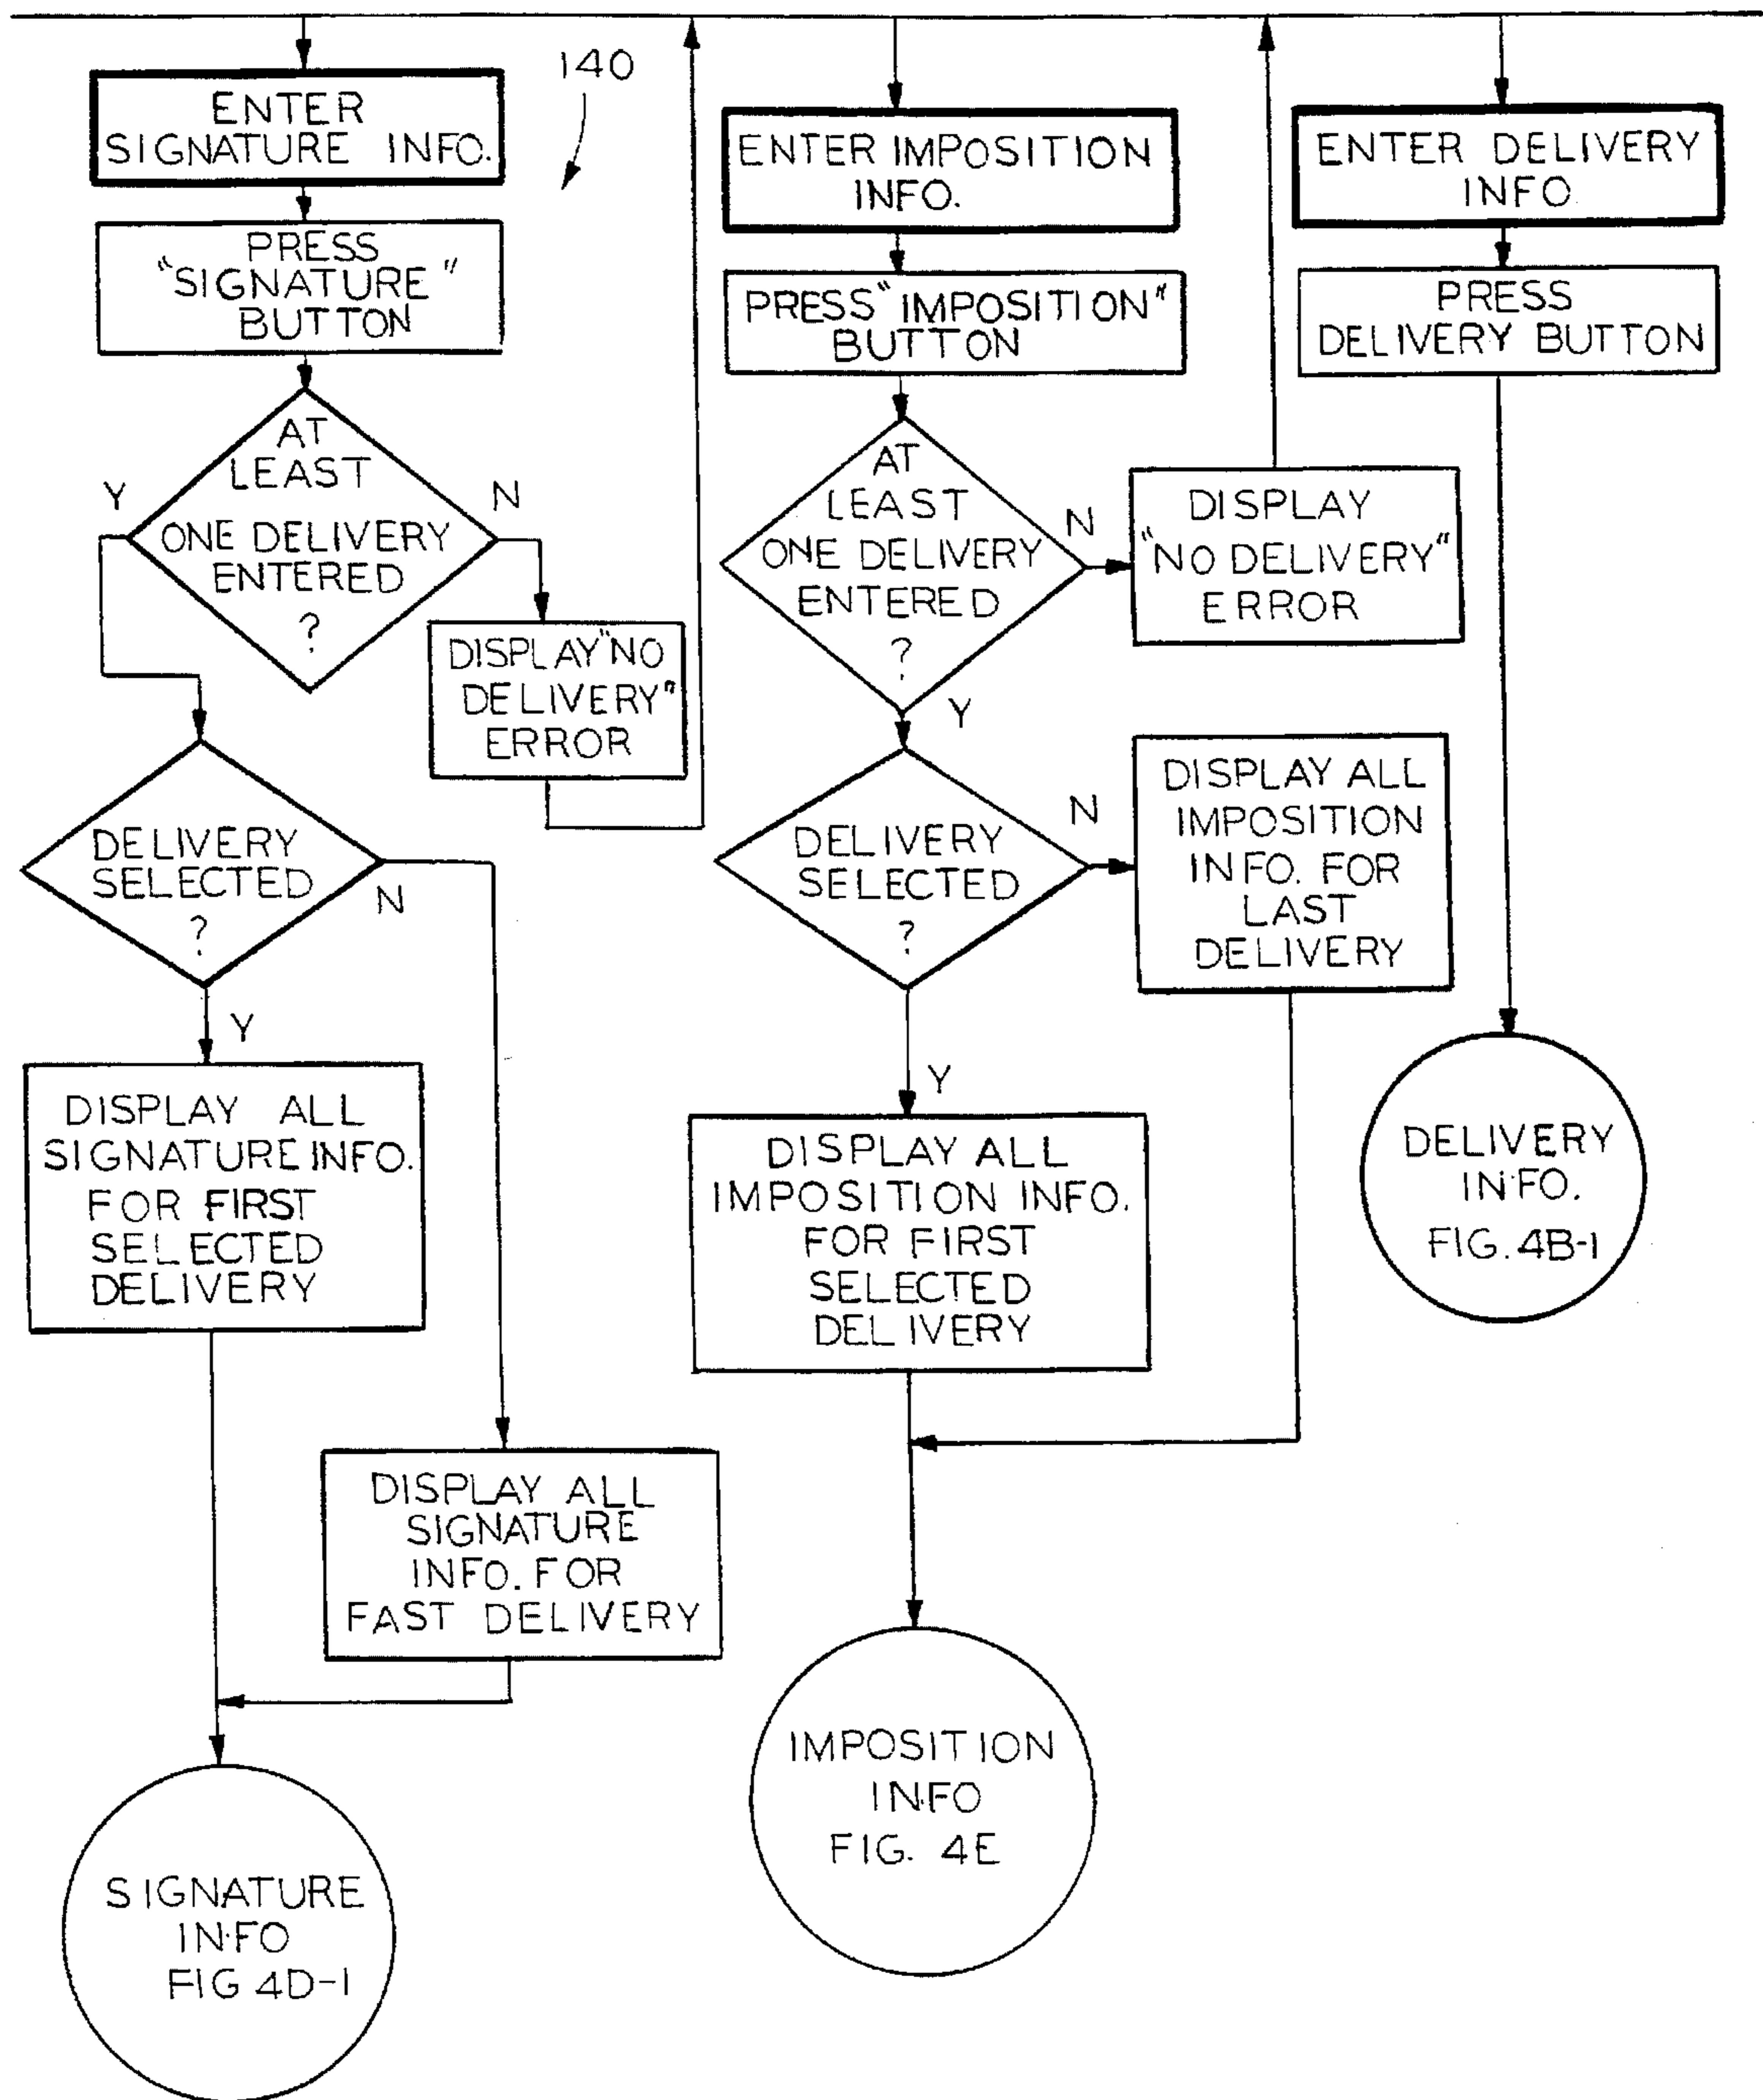 140
ENTER
SIGNATURE INFO.
PRESS
"SIGNATURE"
BUTTON
AT
LEAST
ONE DELIVERY
ENTERED
?
Y
N
DISPLAY "NO
DELIVERY"
ERROR
DELIVERY
SELECTED
?
N
Y
DISPLAY ALL
SIGNATURE INFO.
FOR FIRST
SELECTED
DELIVERY
DISPLAY ALL
SIGNATURE
INFO. FOR
FAST DELIVERY
SIGNATURE
INFO
FIG 4D-1
ENTER IMPOSITION
INFO.
PRESS "IMPOSITION"
BUTTON
AT
LEAST
ONE DELIVERY
ENTERED
?
N
DISPLAY
"NO DELIVERY"
ERROR
Y
DELIVERY
SELECTED
?
N
DISPLAY ALL
IMPOSITION
INFO. FOR
LAST
DELIVERY
Y
DISPLAY ALL
IMPOSITION INFO.
FOR FIRST
SELECTED
DELIVERY
IMPOSITION
INFO
FIG. 4E
ENTER DELIVERY
INFO.
PRESS
DELIVERY BUTTON
DELIVERY
INFO.
FIG. 4B-1